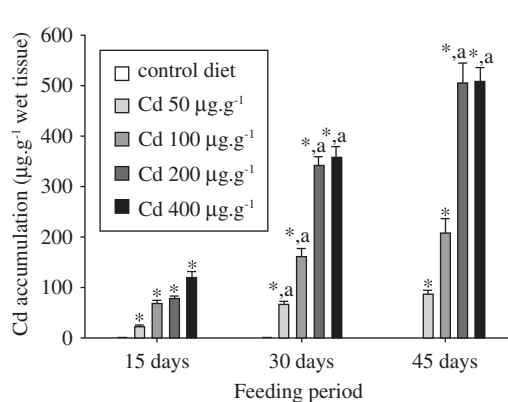 Cd accumulation (µg.g⁻¹ wet tissue)
600
500
400
300
200
100
0
control diet
Cd 50 µg.g⁻¹
Cd 100 µg.g⁻¹
Cd 200 µg.g⁻¹
Cd 400 µg.g⁻¹
* * * *
*,a *,a *,a *,a
* * *,a *,a
15 days 30 days 45 days
Feeding period